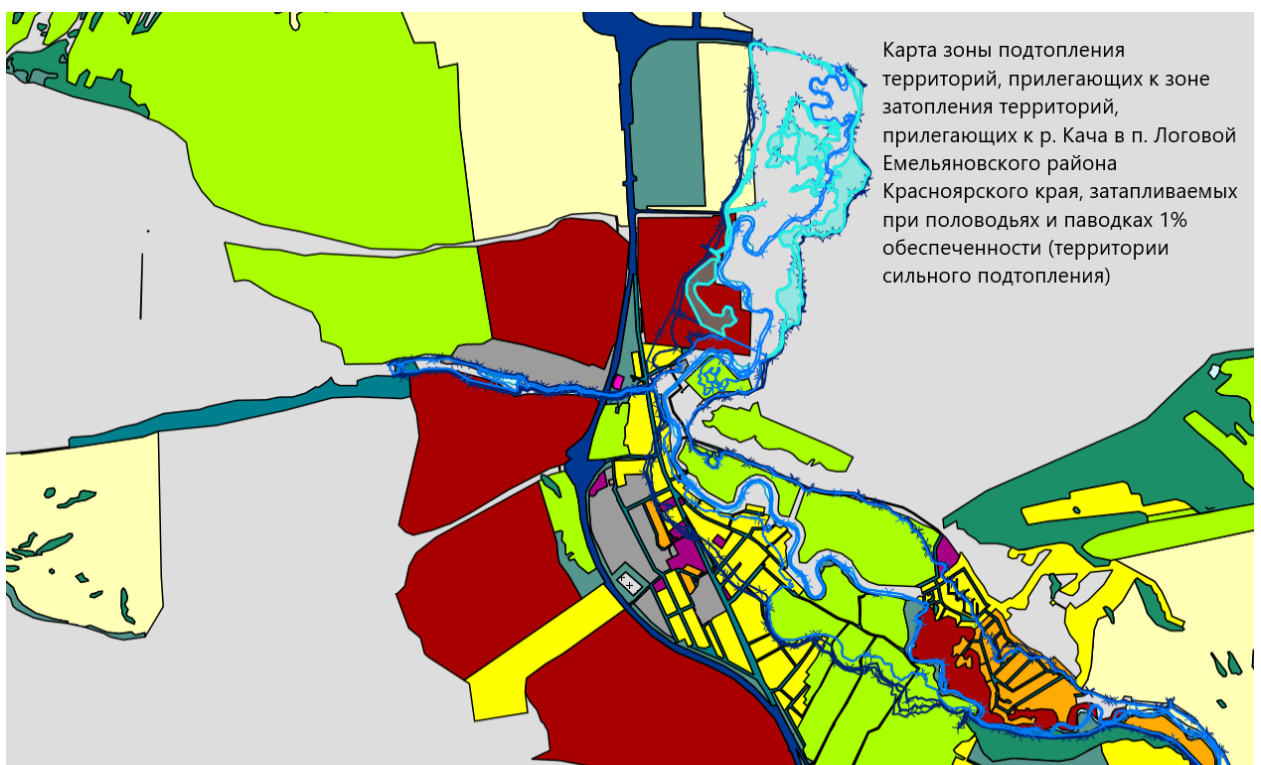 Карта зоны подтопления
территорий, прилегающих к зоне
затопления территорий,
прилегающих к р. Кача в п. Логовой
Емельяновского района
Красноярского края, затапливаемых
при половодьях и паводках 1%
обеспеченности (территории
сильного подтопления)